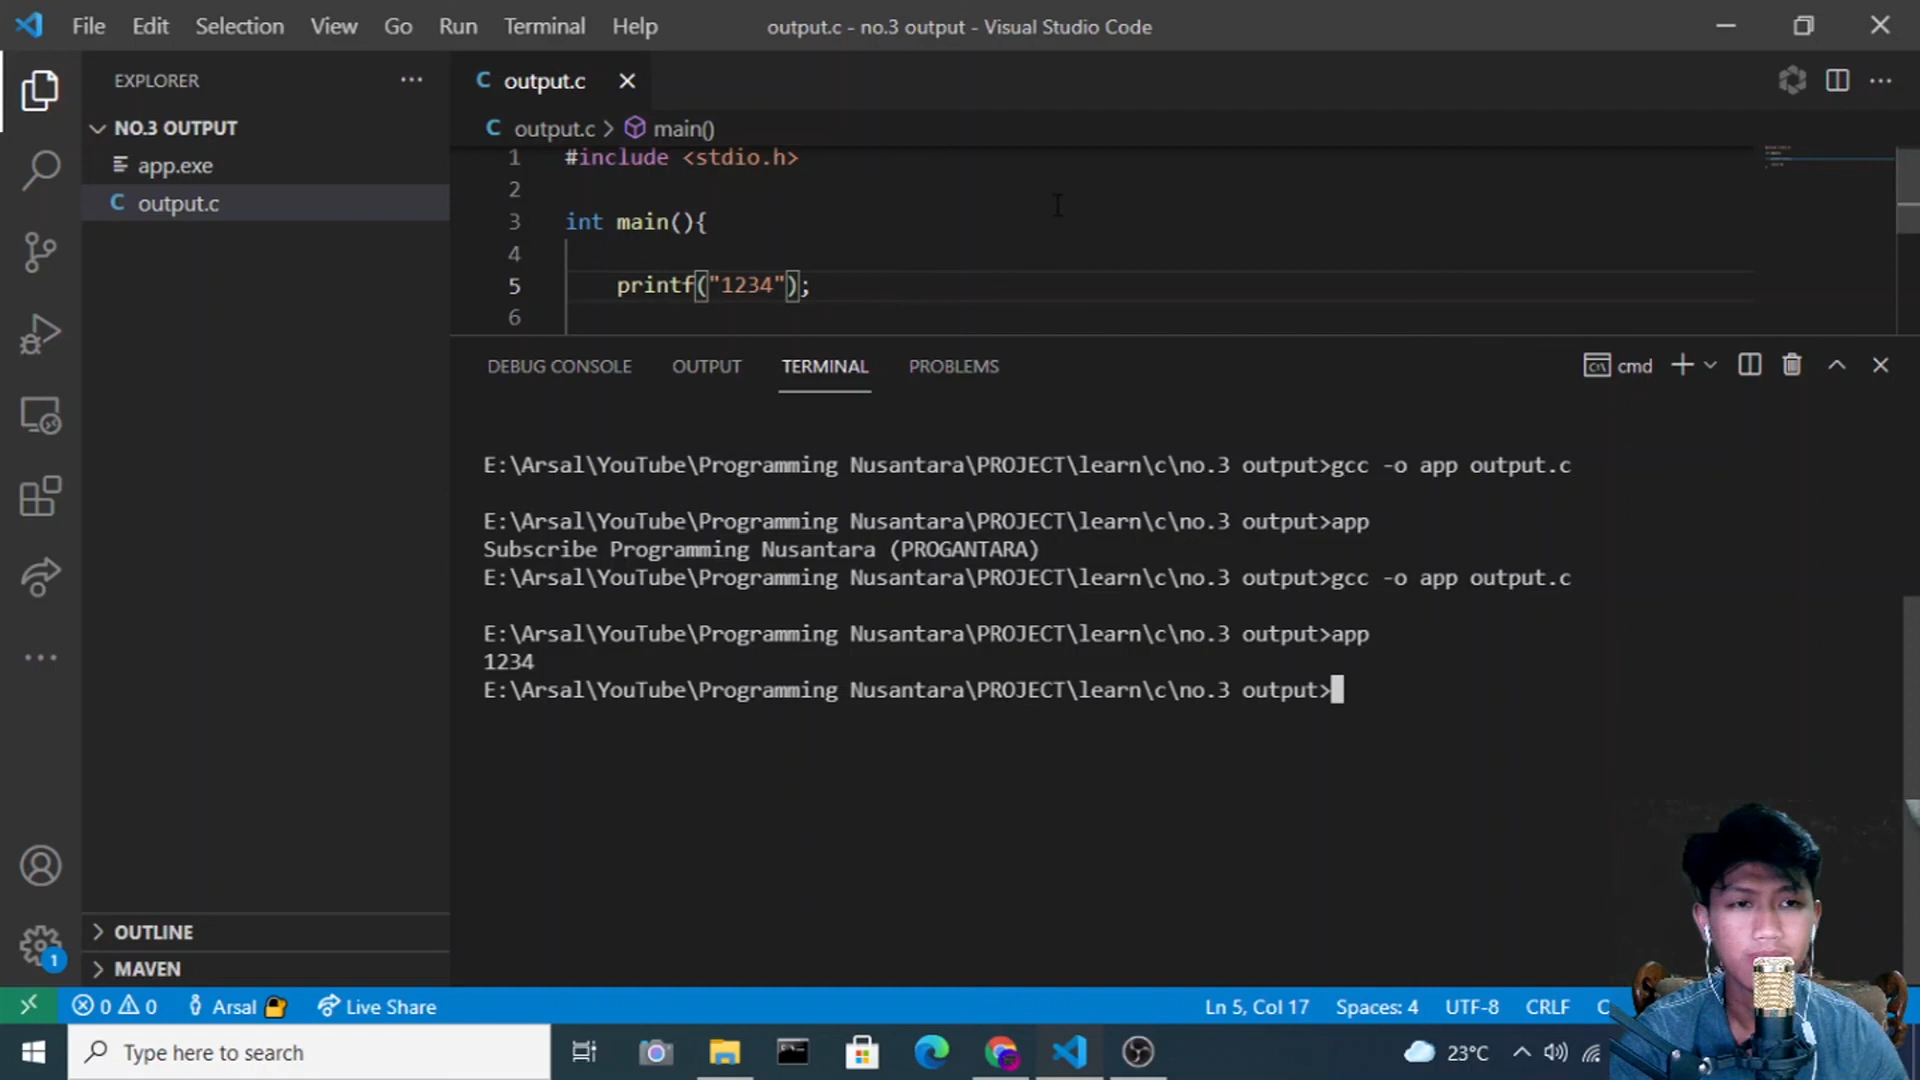 File Edit Selection View Go Run Terminal Help
output.c - no.3 output - Visual Studio Code
EXPLORER
NO.3 OUTPUT
app.exe
output.c
OUTLINE
MAVEN
output.c
output.c > main()
1 #include <stdio.h>
2
3 int main(){
4
5 printf("1234");
6
DEBUG CONSOLE OUTPUT TERMINAL PROBLEMS
cmd
E:\Arsal\YouTube\Programming Nusantara\PROJECT\learn\c\no.3 output>gcc -o app output.c
E:\Arsal\YouTube\Programming Nusantara\PROJECT\learn\c\no.3 output>app
Subscribe Programming Nusantara (PROGANTARA)
E:\Arsal\YouTube\Programming Nusantara\PROJECT\learn\c\no.3 output>gcc -o app output.c
E:\Arsal\YouTube\Programming Nusantara\PROJECT\learn\c\no.3 output>app
1234
E:\Arsal\YouTube\Programming Nusantara\PROJECT\learn\c\no.3 output>
1
0 0 Arsal Live Share
Ln 5, Col 17 Spaces: 4 UTF-8 CRLF C
Type here to search
23°C